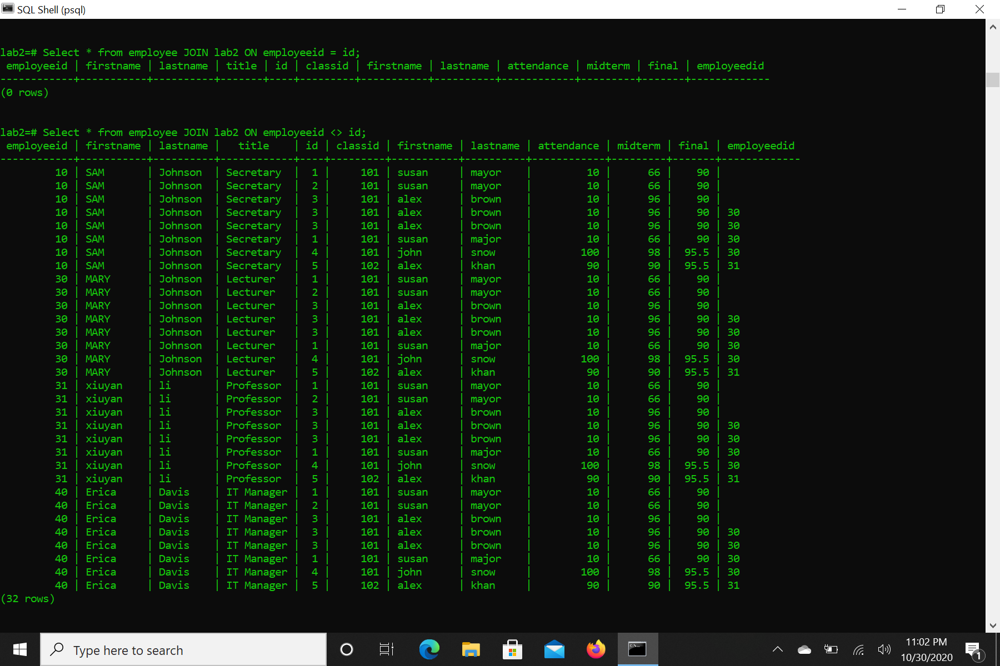 SQL Shell (psql)
lab2=# Select * from employee JOIN lab2 ON employeeid = id;
 employeeid | firstname | lastname | title | id | classid | firstname | lastname | attendance | midterm | final | employeedid
------------+-----------+----------+-------+----+---------+-----------+----------+------------+---------+-------+-------------
(0 rows)
lab2=# Select * from employee JOIN lab2 ON employeeid <> id;
 employeeid | firstname | lastname |   title    | id | classid | firstname | lastname | attendance | midterm | final | employeedid
------------+-----------+----------+------------+----+---------+-----------+----------+------------+---------+-------+-------------
         10 | SAM       | Johnson  | Secretary  |  1 |     101 | susan     | mayor    |         10 |      66 |    90 |
         10 | SAM       | Johnson  | Secretary  |  2 |     101 | susan     | mayor    |         10 |      66 |    90 |
         10 | SAM       | Johnson  | Secretary  |  3 |     101 | alex      | brown    |         10 |      96 |    90 |
         10 | SAM       | Johnson  | Secretary  |  3 |     101 | alex      | brown    |         10 |      96 |    90 | 30
         10 | SAM       | Johnson  | Secretary  |  3 |     101 | alex      | brown    |         10 |      96 |    90 | 30
         10 | SAM       | Johnson  | Secretary  |  1 |     101 | susan     | major    |         10 |      66 |    90 | 30
         10 | SAM       | Johnson  | Secretary  |  4 |     101 | john      | snow     |        100 |      98 |  95.5 | 30
         10 | SAM       | Johnson  | Secretary  |  5 |     102 | alex      | khan     |         90 |      90 |  95.5 | 31
         30 | MARY      | Johnson  | Lecturer   |  1 |     101 | susan     | mayor    |         10 |      66 |    90 |
         30 | MARY      | Johnson  | Lecturer   |  2 |     101 | susan     | mayor    |         10 |      66 |    90 |
         30 | MARY      | Johnson  | Lecturer   |  3 |     101 | alex      | brown    |         10 |      96 |    90 |
         30 | MARY      | Johnson  | Lecturer   |  3 |     101 | alex      | brown    |         10 |      96 |    90 | 30
         30 | MARY      | Johnson  | Lecturer   |  3 |     101 | alex      | brown    |         10 |      96 |    90 | 30
         30 | MARY      | Johnson  | Lecturer   |  1 |     101 | susan     | major    |         10 |      66 |    90 | 30
         30 | MARY      | Johnson  | Lecturer   |  4 |     101 | john      | snow     |        100 |      98 |  95.5 | 30
         30 | MARY      | Johnson  | Lecturer   |  5 |     102 | alex      | khan     |         90 |      90 |  95.5 | 31
         31 | xiuyan    | li       | Professor  |  1 |     101 | susan     | mayor    |         10 |      66 |    90 |
         31 | xiuyan    | li       | Professor  |  2 |     101 | susan     | mayor    |         10 |      66 |    90 |
         31 | xiuyan    | li       | Professor  |  3 |     101 | alex      | brown    |         10 |      96 |    90 |
         31 | xiuyan    | li       | Professor  |  3 |     101 | alex      | brown    |         10 |      96 |    90 | 30
         31 | xiuyan    | li       | Professor  |  3 |     101 | alex      | brown    |         10 |      96 |    90 | 30
         31 | xiuyan    | li       | Professor  |  1 |     101 | susan     | major    |         10 |      66 |    90 | 30
         31 | xiuyan    | li       | Professor  |  4 |     101 | john      | snow     |        100 |      98 |  95.5 | 30
         31 | xiuyan    | li       | Professor  |  5 |     102 | alex      | khan     |         90 |      90 |  95.5 | 31
         40 | Erica     | Davis    | IT Manager |  1 |     101 | susan     | mayor    |         10 |      66 |    90 |
         40 | Erica     | Davis    | IT Manager |  2 |     101 | susan     | mayor    |         10 |      66 |    90 |
         40 | Erica     | Davis    | IT Manager |  3 |     101 | alex      | brown    |         10 |      96 |    90 |
         40 | Erica     | Davis    | IT Manager |  3 |     101 | alex      | brown    |         10 |      96 |    90 | 30
         40 | Erica     | Davis    | IT Manager |  3 |     101 | alex      | brown    |         10 |      96 |    90 | 30
         40 | Erica     | Davis    | IT Manager |  1 |     101 | susan     | major    |         10 |      66 |    90 | 30
         40 | Erica     | Davis    | IT Manager |  4 |     101 | john      | snow     |        100 |      98 |  95.5 | 30
         40 | Erica     | Davis    | IT Manager |  5 |     102 | alex      | khan     |         90 |      90 |  95.5 | 31
(32 rows)
Type here to search
11:02 PM
10/30/2020
1